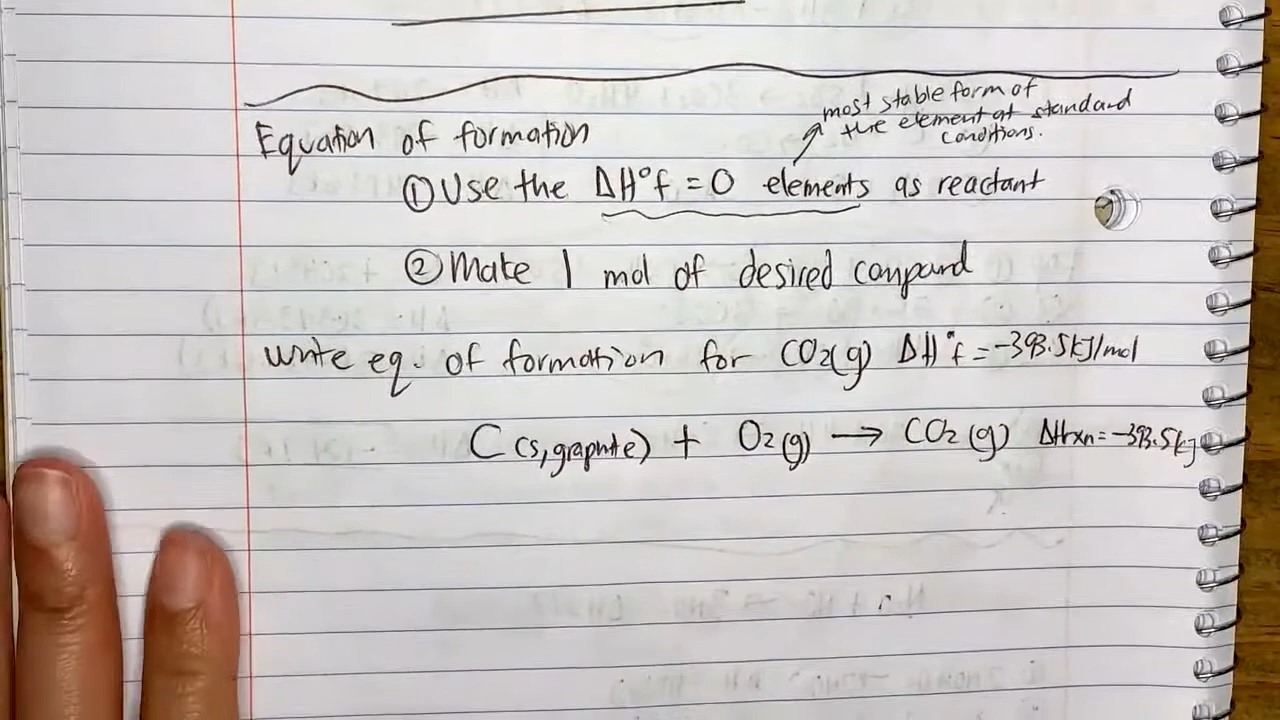 most stable form of
the element at standard
conditions.
Equation of formation
① Use the ΔH°f = 0 elements as reactant
② Make 1 mol of desired compound
write eq. of formation for CO2(g) ΔH°f = -393.5kJ/mol
C(s,graphite) + O2(g) → CO2(g) ΔHrxn = -393.5kJ